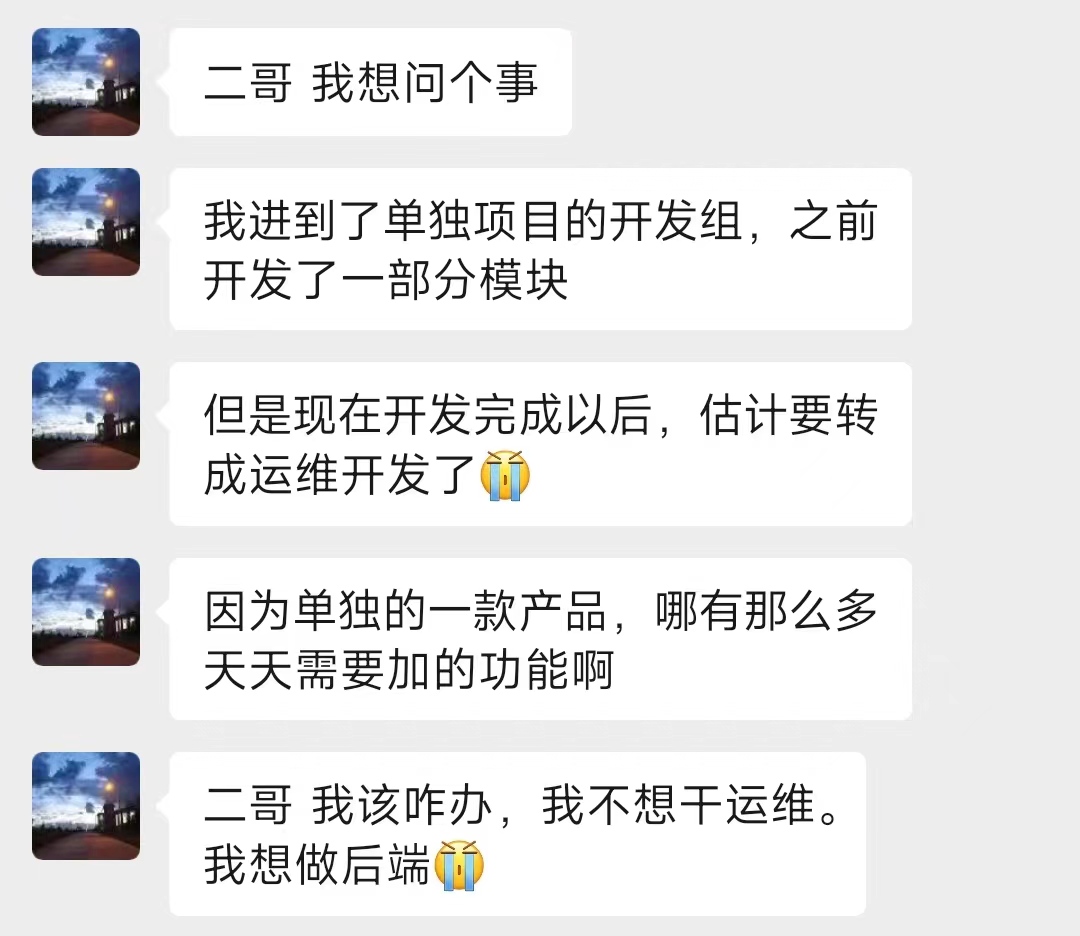 二哥 我想问个事
我进到了单独项目的开发组，之前
开发了一部分模块
但是现在开发完成以后，估计要转
成运维开发了😭
因为单独的一款产品，哪有那么多
天天需要加的功能啊
二哥 我该咋办，我不想干运维。
我想做后端😭